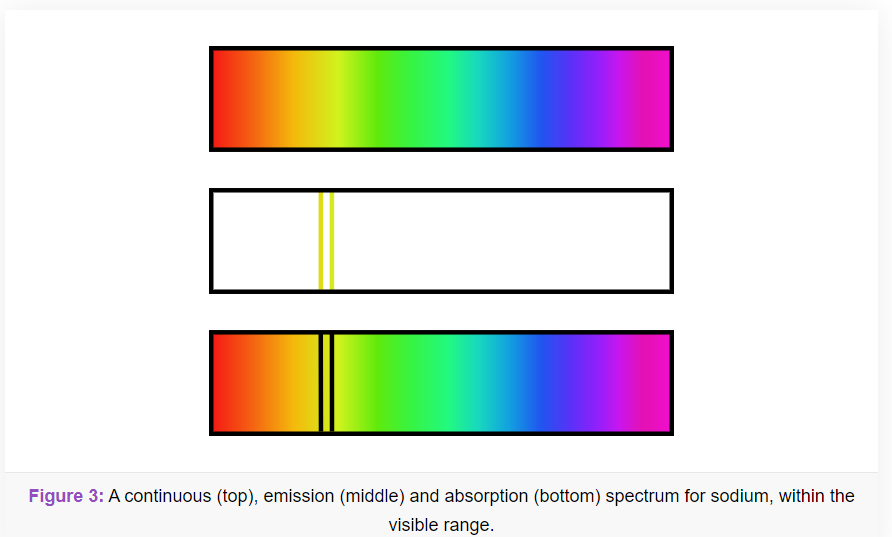 Figure 3: A continuous (top), emission (middle) and absorption (bottom) spectrum for sodium, within the
visible range.